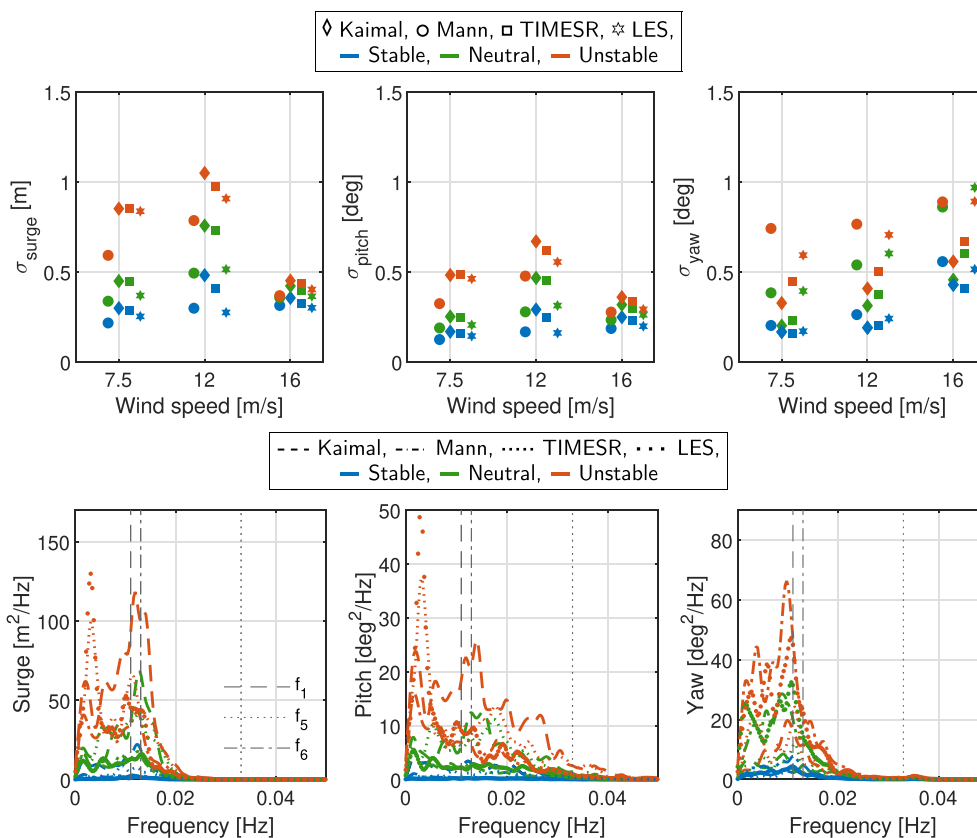 Kaimal, Mann, TIMESR, LES,
Stable, Neutral, Unstable
1.5
1
0.5
0
σsurge [m]
7.5 12 16
Wind speed [m/s]
1.5
1
0.5
0
σpitch [deg]
7.5 12 16
Wind speed [m/s]
1.5
1
0.5
0
σyaw [deg]
7.5 12 16
Wind speed [m/s]
Kaimal, Mann, TIMESR, LES,
Stable, Neutral, Unstable
150
100
50
0
Surge [m²/Hz]
f₁
f₅
f₆
0 0.02 0.04
Frequency [Hz]
50
40
30
20
10
0
Pitch [deg²/Hz]
0 0.02 0.04
Frequency [Hz]
80
60
40
20
0
Yaw [deg²/Hz]
0 0.02 0.04
Frequency [Hz]